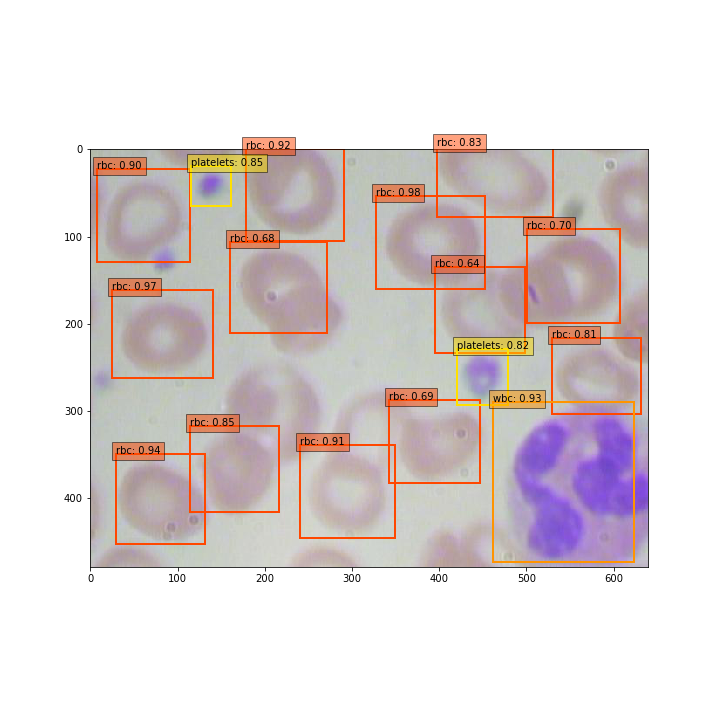 rbc: 0.83
rbc: 0.92
0
platelets: 0.85
rbc: 0.90
rbc: 0.98
rbc: 0.70
100
rbc: 0.68
rbc: 0.64
rbc: 0.97
200
rbc: 0.81
platelets: 0.82
300
rbc: 0.69
wbc: 0.93
rbc: 0.85
rbc: 0.91
rbc: 0.94
400
0 100 200 300 400 500 600